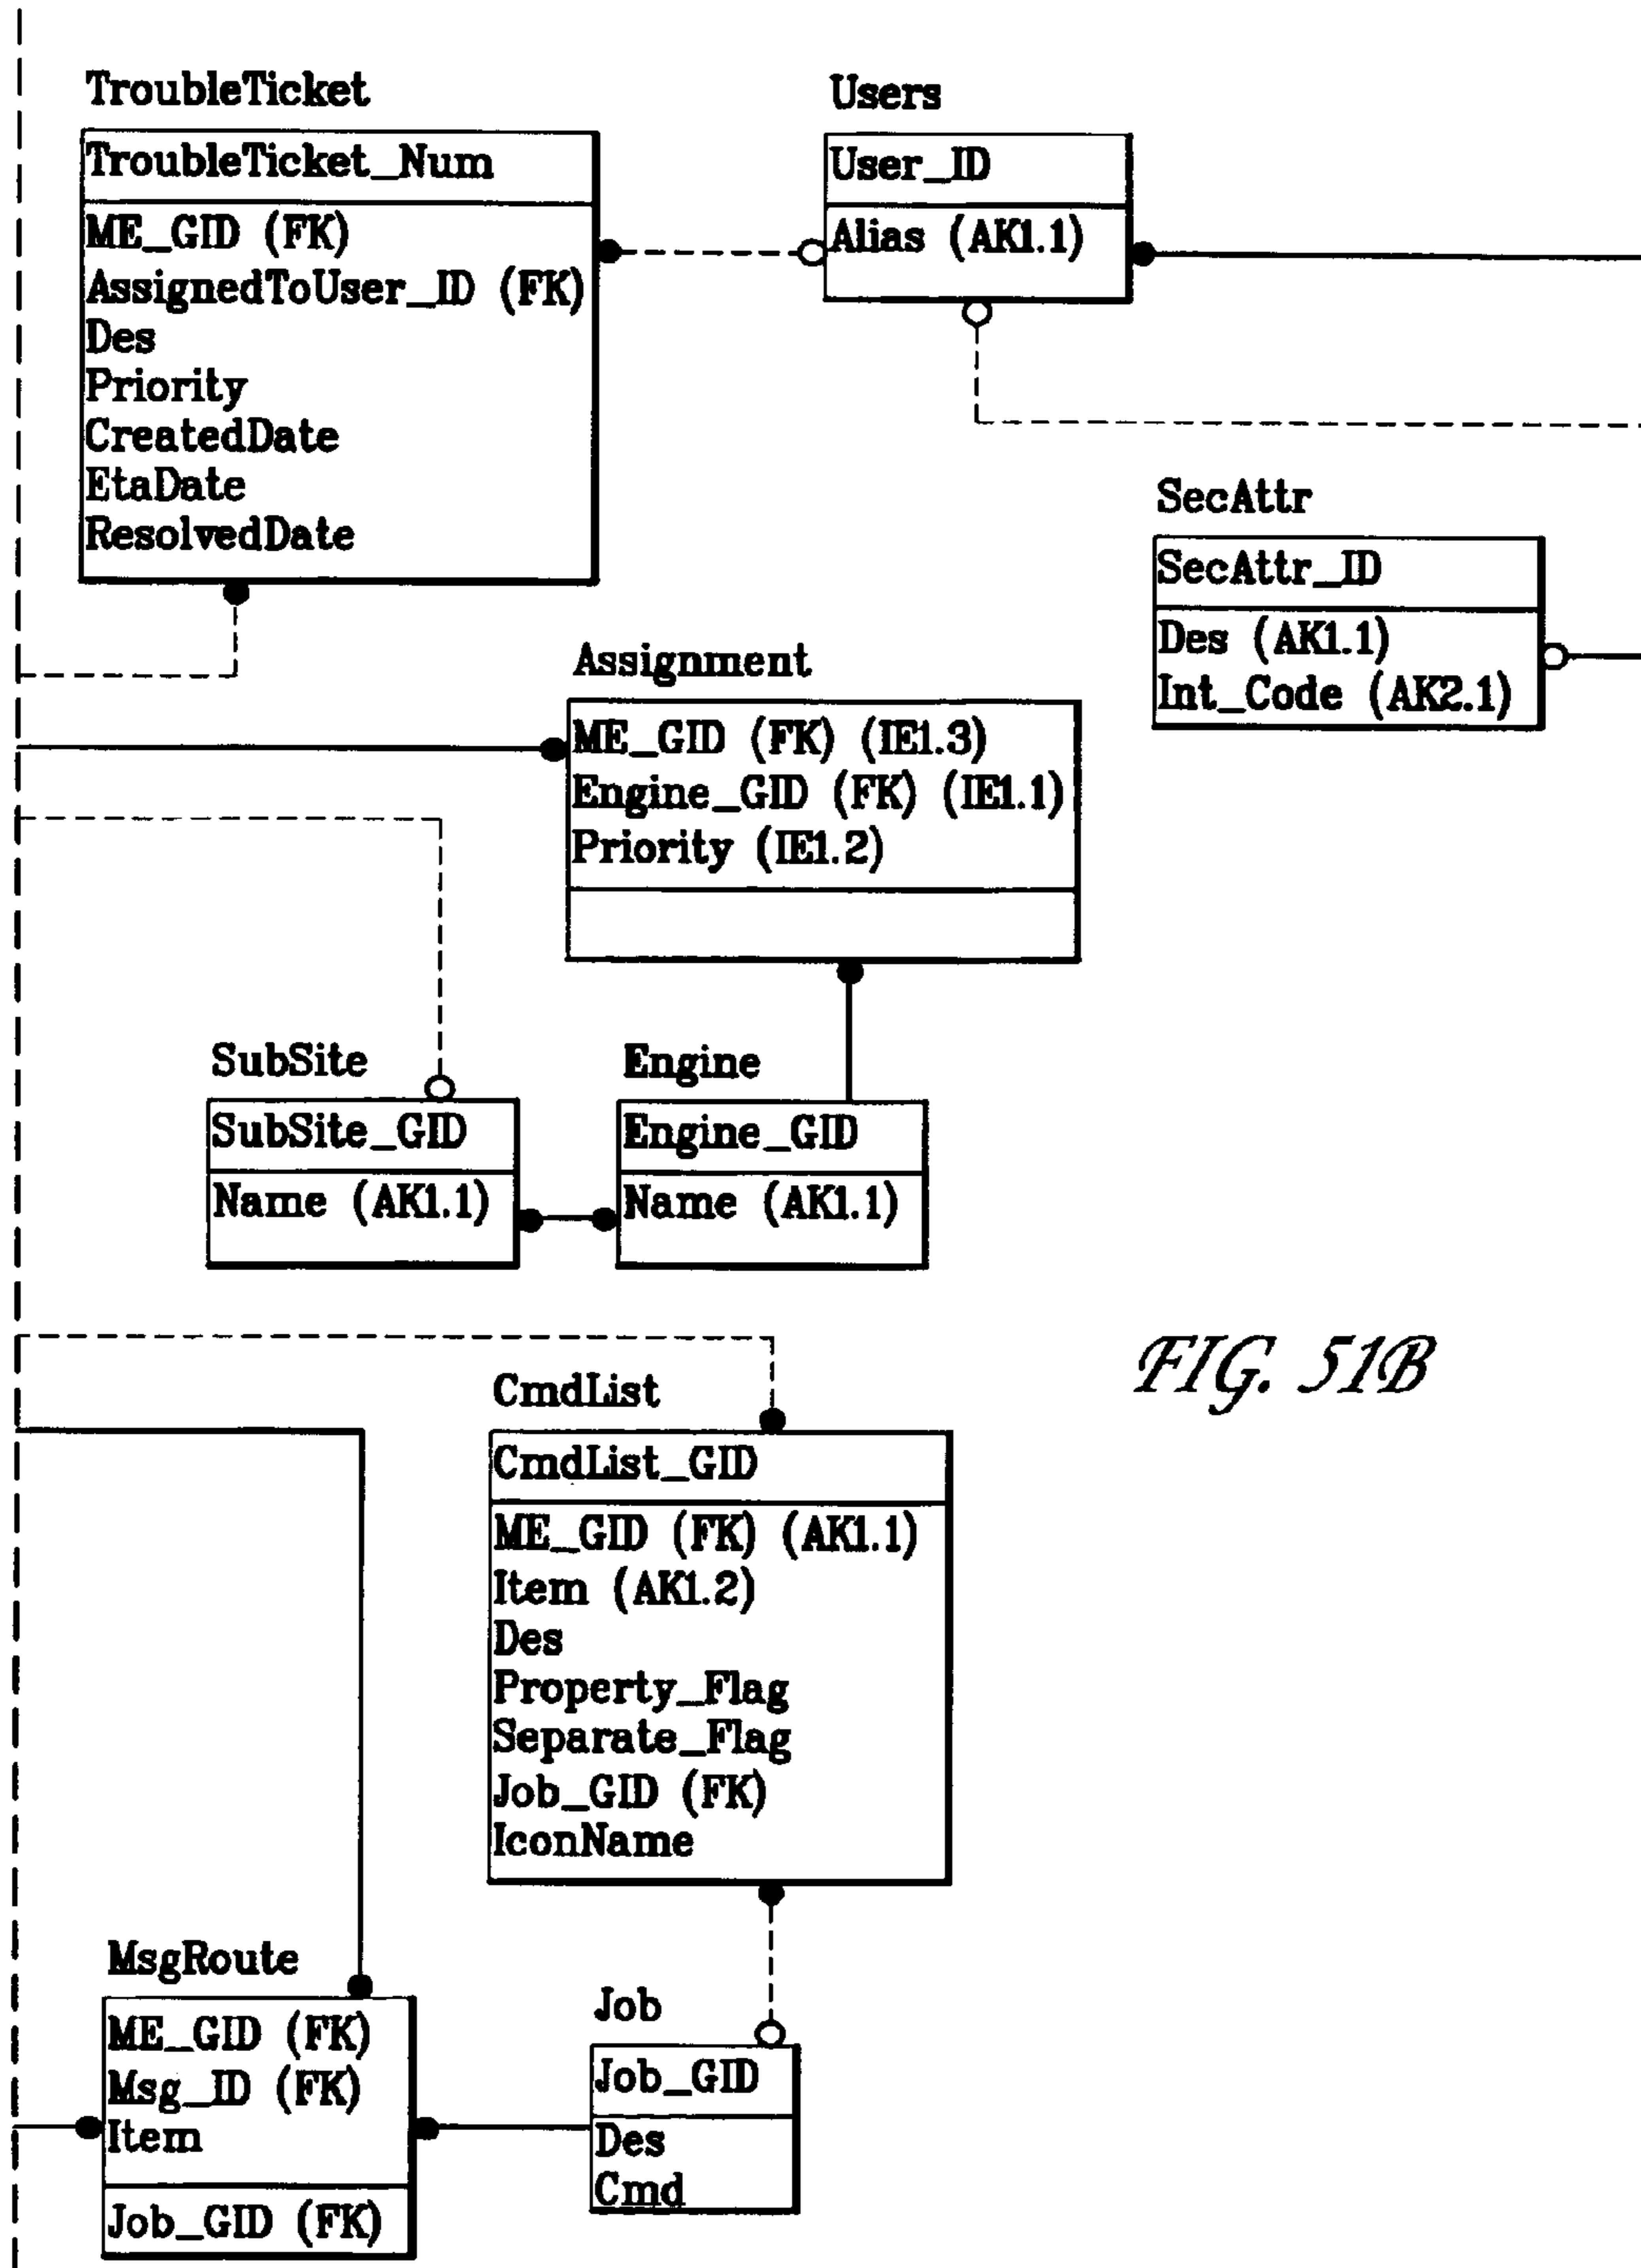 TroubleTicket
TroubleTicket_Num
ME_GID (FK)
AssignedToUser_ID (FK)
Des
Priority
CreatedDate
EtaDate
ResolvedDate
Users
User_ID
Alias (AK1.1)
SecAttr
SecAttr_ID
Des (AK1.1)
Int_Code (AK2.1)
Assignment
ME_GID (FK) (IE1.3)
Engine_GID (FK) (IE1.1)
Priority (IE1.2)
SubSite
SubSite_GID
Name (AK1.1)
Engine
Engine_GID
Name (AK1.1)
FIG. 51B
CmdList
CmdList_GID
ME_GID (FK) (AK1.1)
Item (AK1.2)
Des
Property_Flag
Separate_Flag
Job_GID (FK)
IconName
MsgRoute
ME_GID (FK)
Msg_ID (FK)
Item
Job_GID (FK)
Job
Job_GID
Des
Cmd